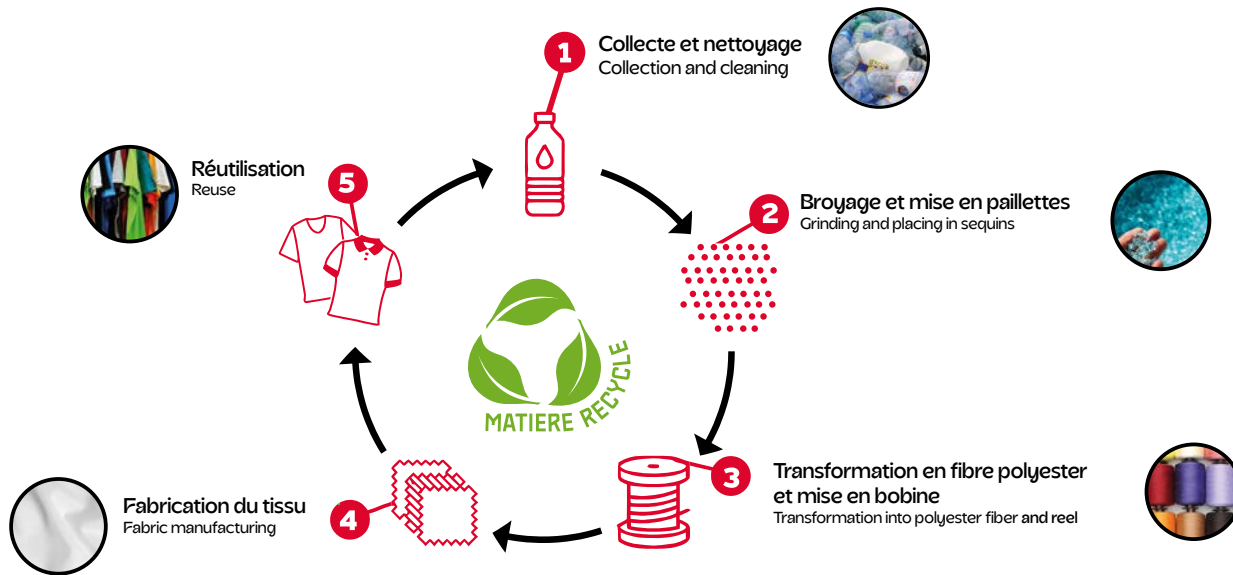 1
Collecte et nettoyage
Collection and cleaning
2
Broyage et mise en paillettes
Grinding and placing in sequins
3
Transformation en fibre polyester
et mise en bobine
Transformation into polyester fiber and reel
4
Fabrication du tissu
Fabric manufacturing
5
Réutilisation
Reuse
MATIERE RECYCLE